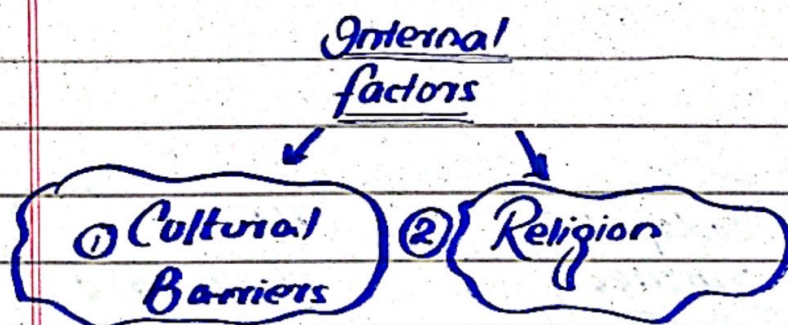 Internal
factors
① Cultural
Barriers
② Religion